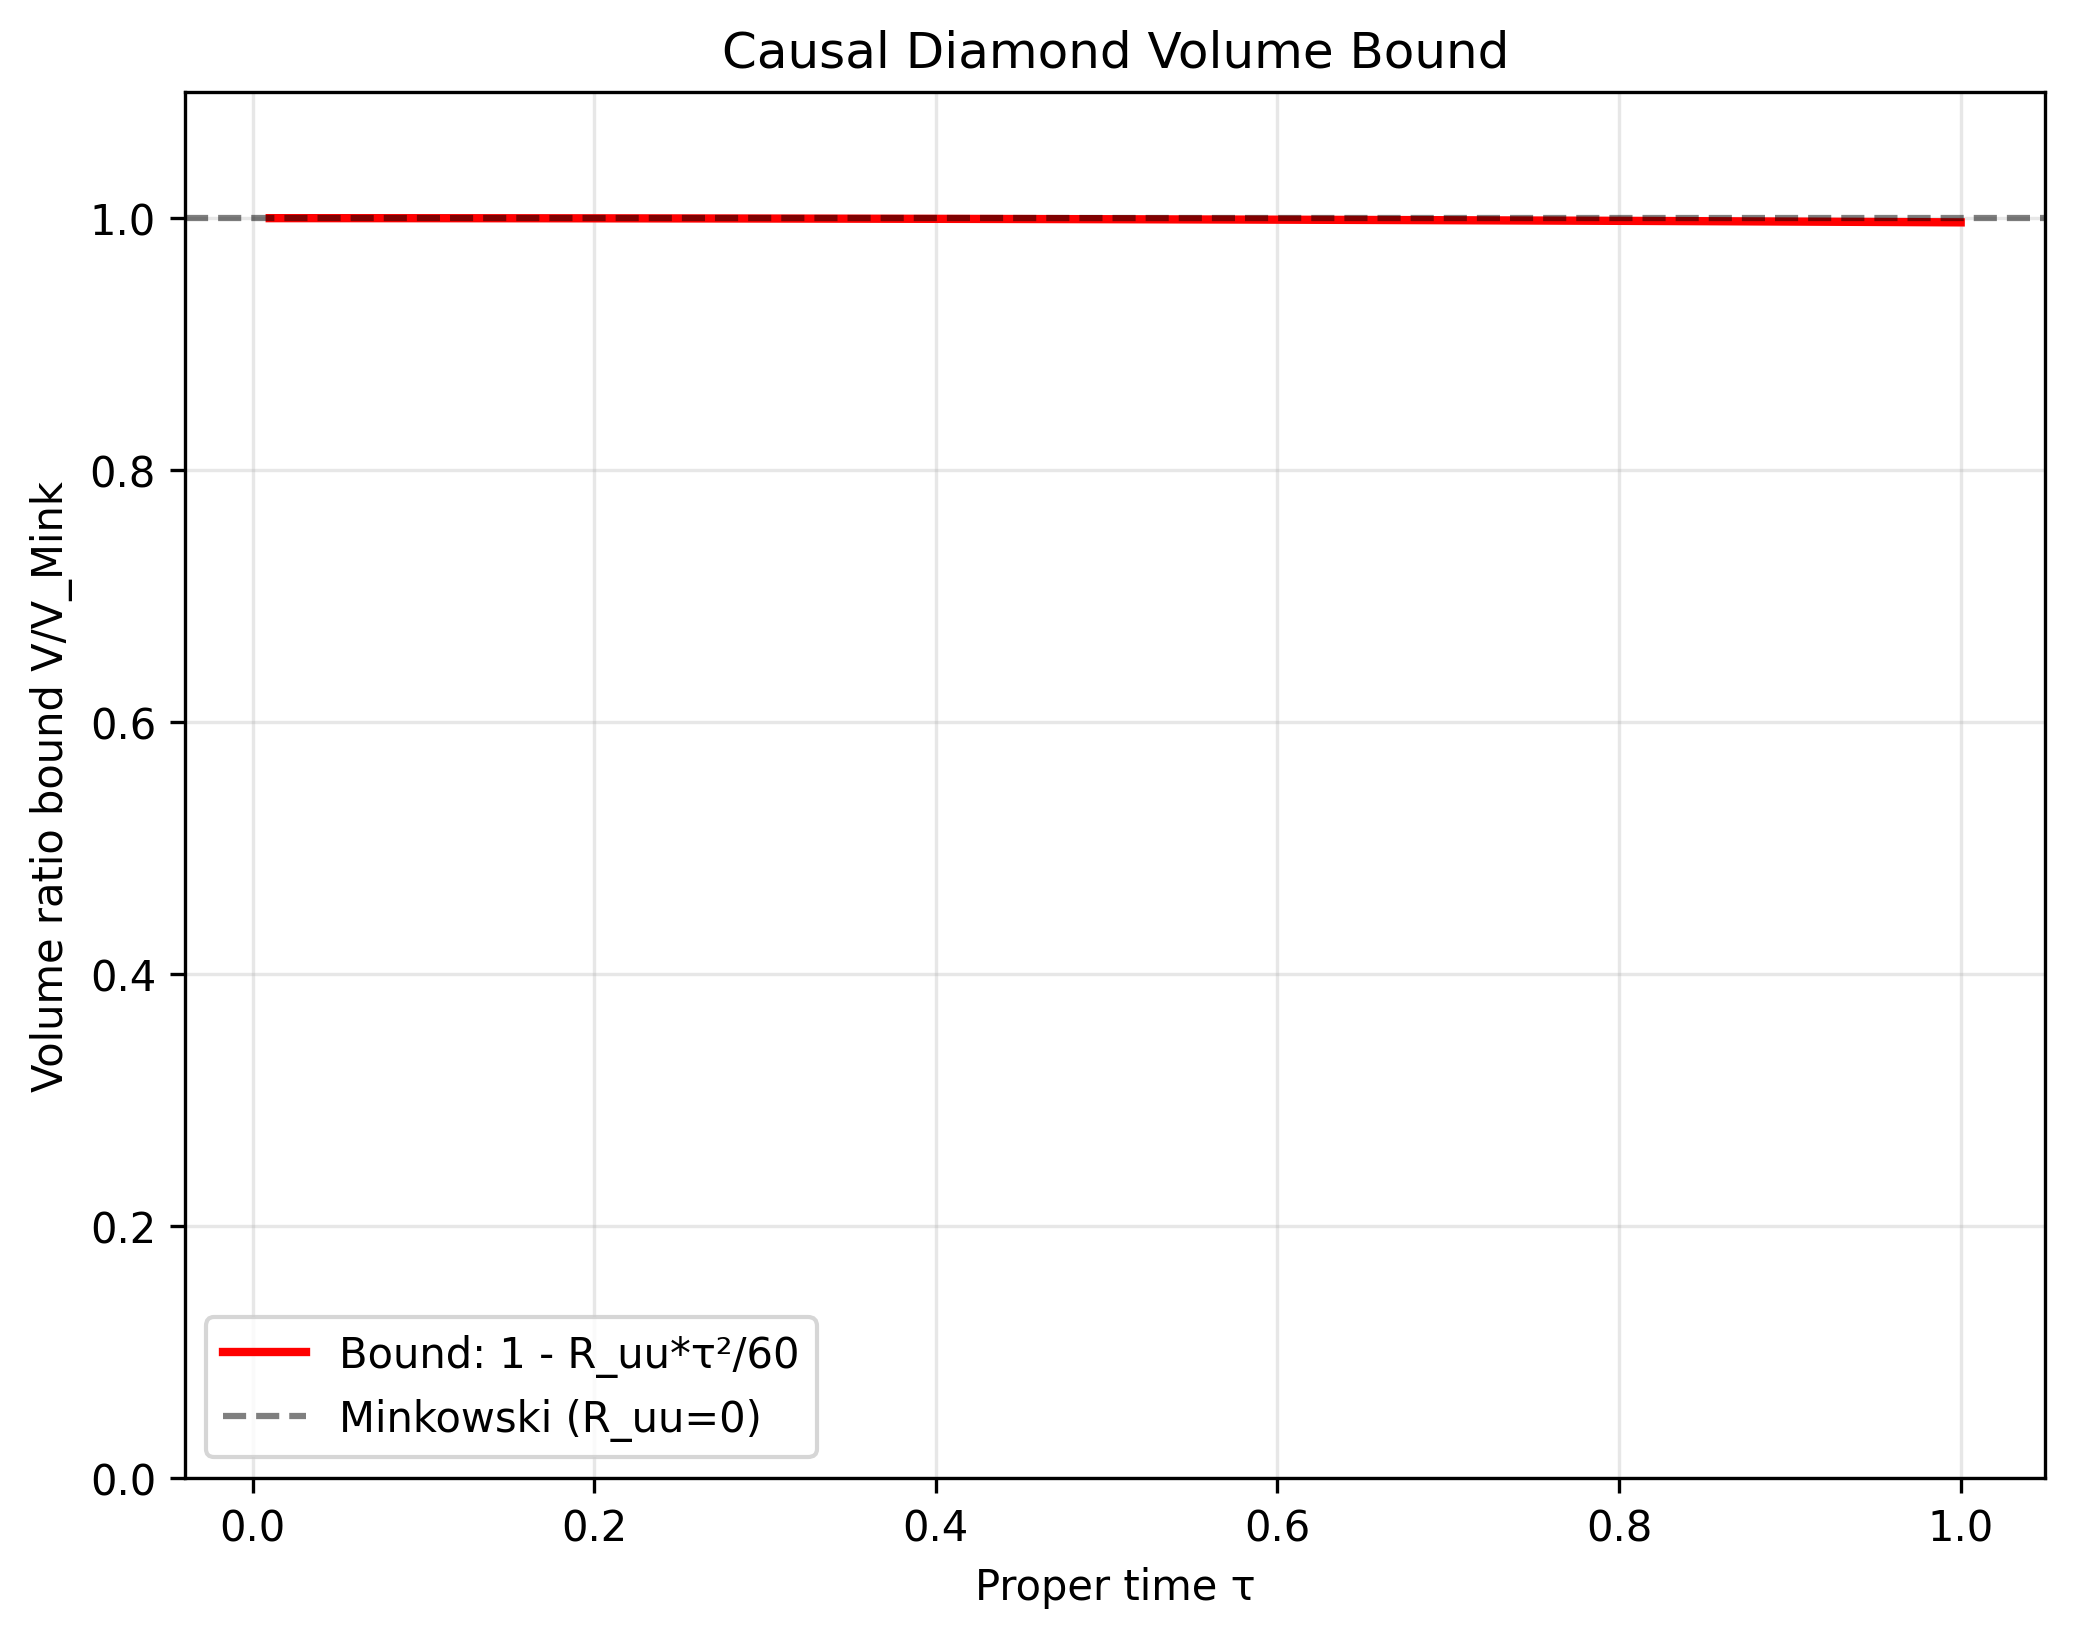 Causal Diamond Volume Bound
Volume ratio bound V/V_Mink
1.0
0.8
0.6
0.4
0.2
0.0
Bound: 1 - R_uu*τ²/60
Minkowski (R_uu=0)
0.0 0.2 0.4 0.6 0.8 1.0
Proper time τ